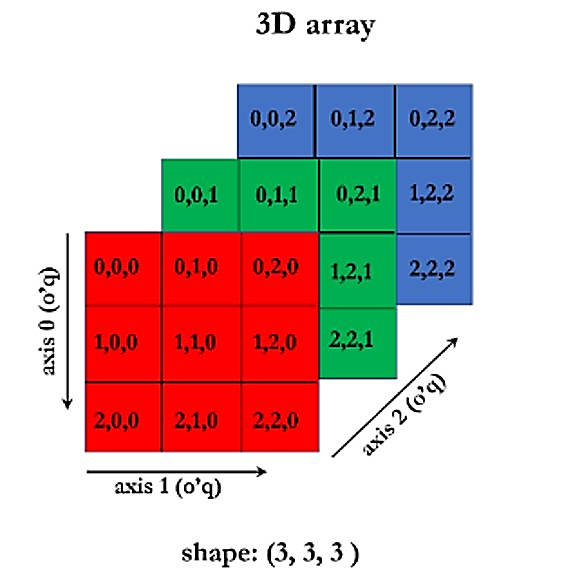 3D array
0,0,2 0,1,2 0,2,2
0,0,1 0,1,1 0,2,1 1,2,2
0,0,0 0,1,0 0,2,0 1,2,1 2,2,2
1,0,0 1,1,0 1,2,0 2,2,1
2,0,0 2,1,0 2,2,0
axis 0 (o’q)
axis 1 (o’q)
axis 2 (o’q)
shape: (3, 3, 3 )